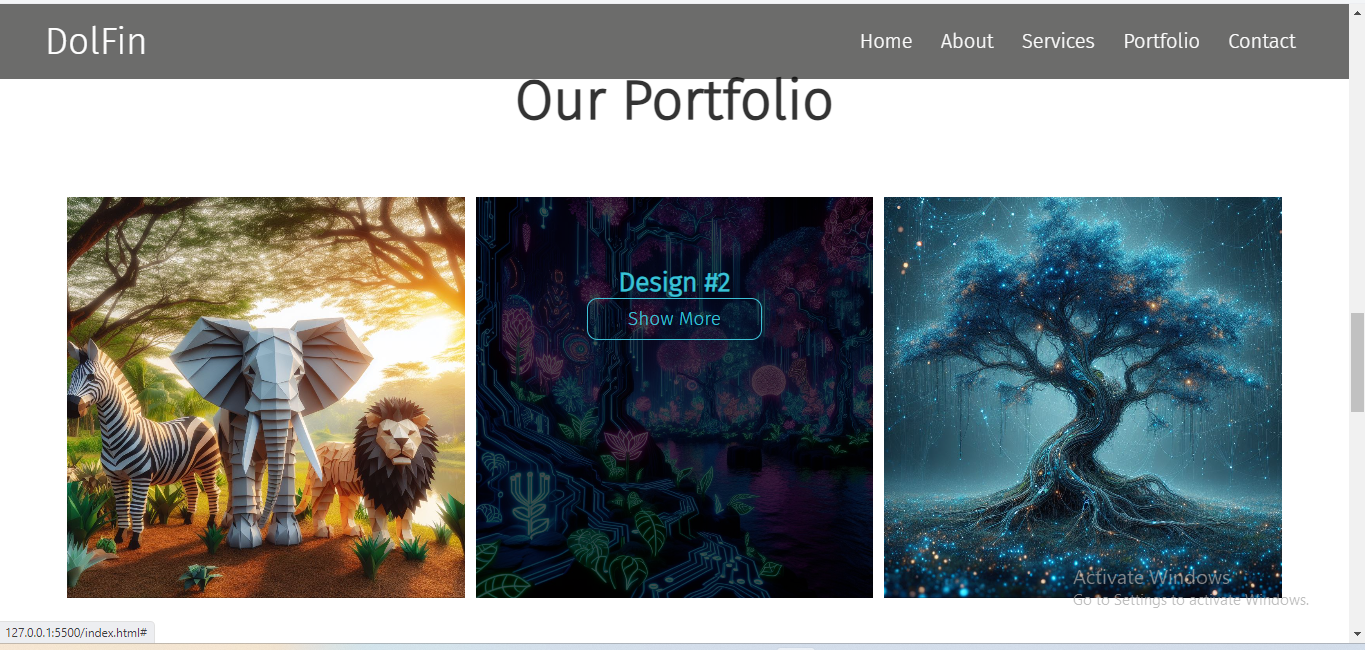 DolFin
Home About Services Portfolio Contact
Our Portfolio
Design #2
Show More
Activate Windows
Go to Settings to activate Windows.
127.0.0.1:5500/index.html#